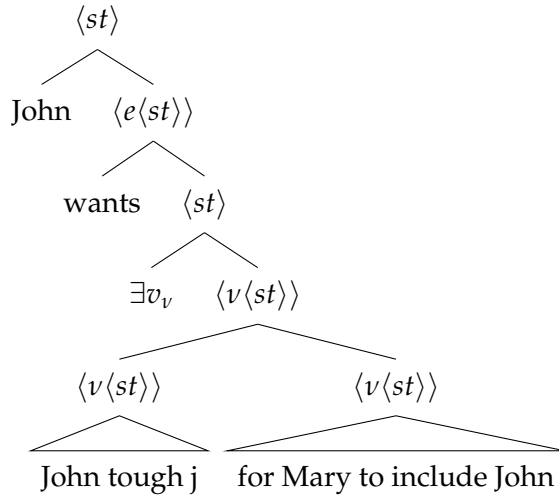 ⟨st⟩
John ⟨e⟨st⟩⟩
wants ⟨st⟩
∃v_ν ⟨ν⟨st⟩⟩
⟨ν⟨st⟩⟩ ⟨ν⟨st⟩⟩
John tough j for Mary to include John